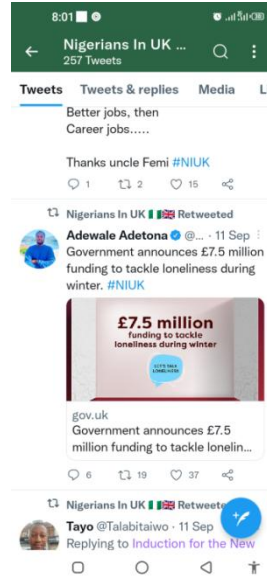 8:01
Nigerians In UK ...
257 Tweets
Tweets Tweets & replies Media L
Better jobs, then
Career jobs.....
Thanks uncle Femi #NIUK
1 2 15
Nigerians In UK Retweeted
Adewale Adetona @... · 11 Sep
Government announces £7.5 million
funding to tackle loneliness during
winter. #NIUK
£7.5 million
funding to tackle
loneliness during winter
LET'S TALK
LONELINESS
gov.uk
Government announces £7.5
million funding to tackle lonelin...
6 19 37
Nigerians In UK Retweete
Tayo @Talabitaiwo · 11 Sep
Replying to Induction for the New